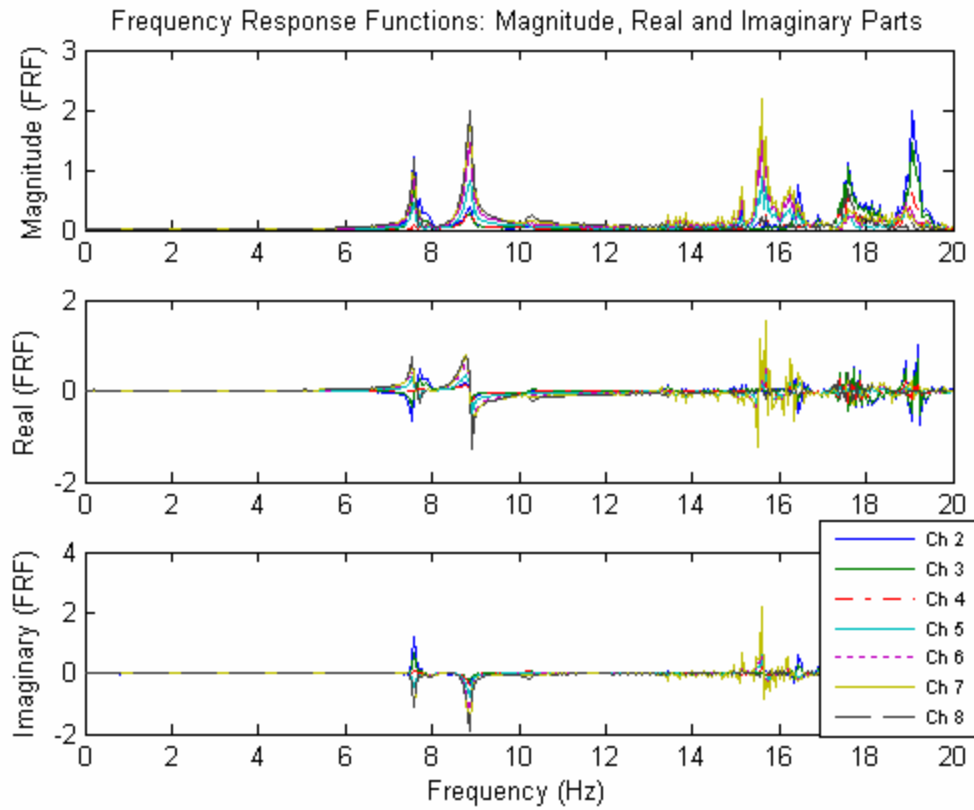 Frequency Response Functions: Magnitude, Real and Imaginary Parts
Magnitude (FRF)
3
2
1
0
0 2 4 6 8 10 12 14 16 18 20
Real (FRF)
2
0
-2
0 2 4 6 8 10 12 14 16 18 20
Imaginary (FRF)
4
2
0
-2
0 2 4 6 8 10 12 14 16 18 20
Frequency (Hz)
Ch 2
Ch 3
Ch 4
Ch 5
Ch 6
Ch 7
Ch 8